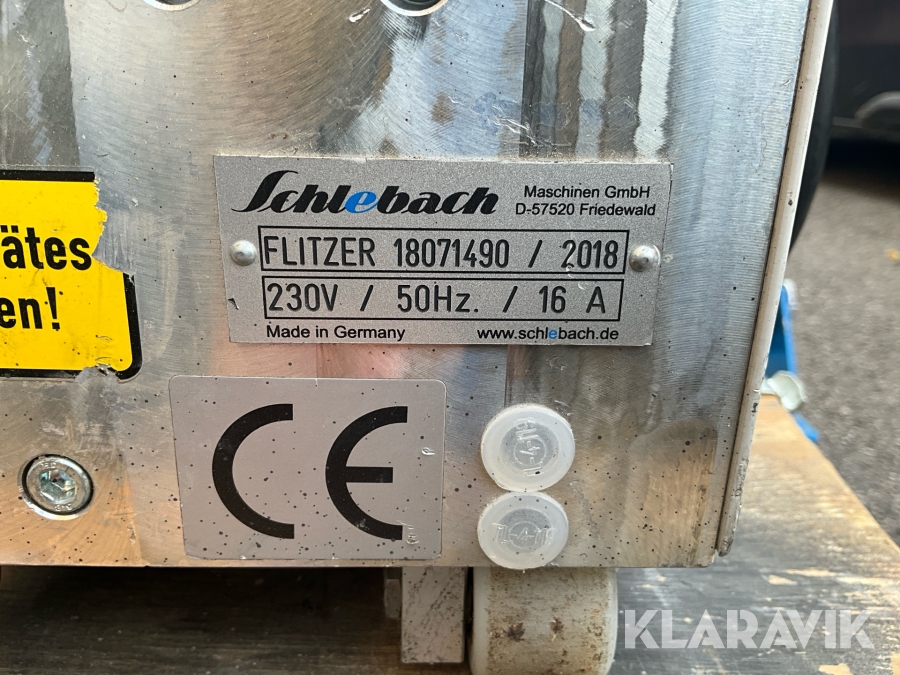 Schlebach
Maschinen GmbH
D-57520 Friedewald
FLITZER 18071490 / 2018
230V / 50Hz. / 16 A
Made in Germany
www.schlebach.de
ätes
en!
CE
KLARAVIK